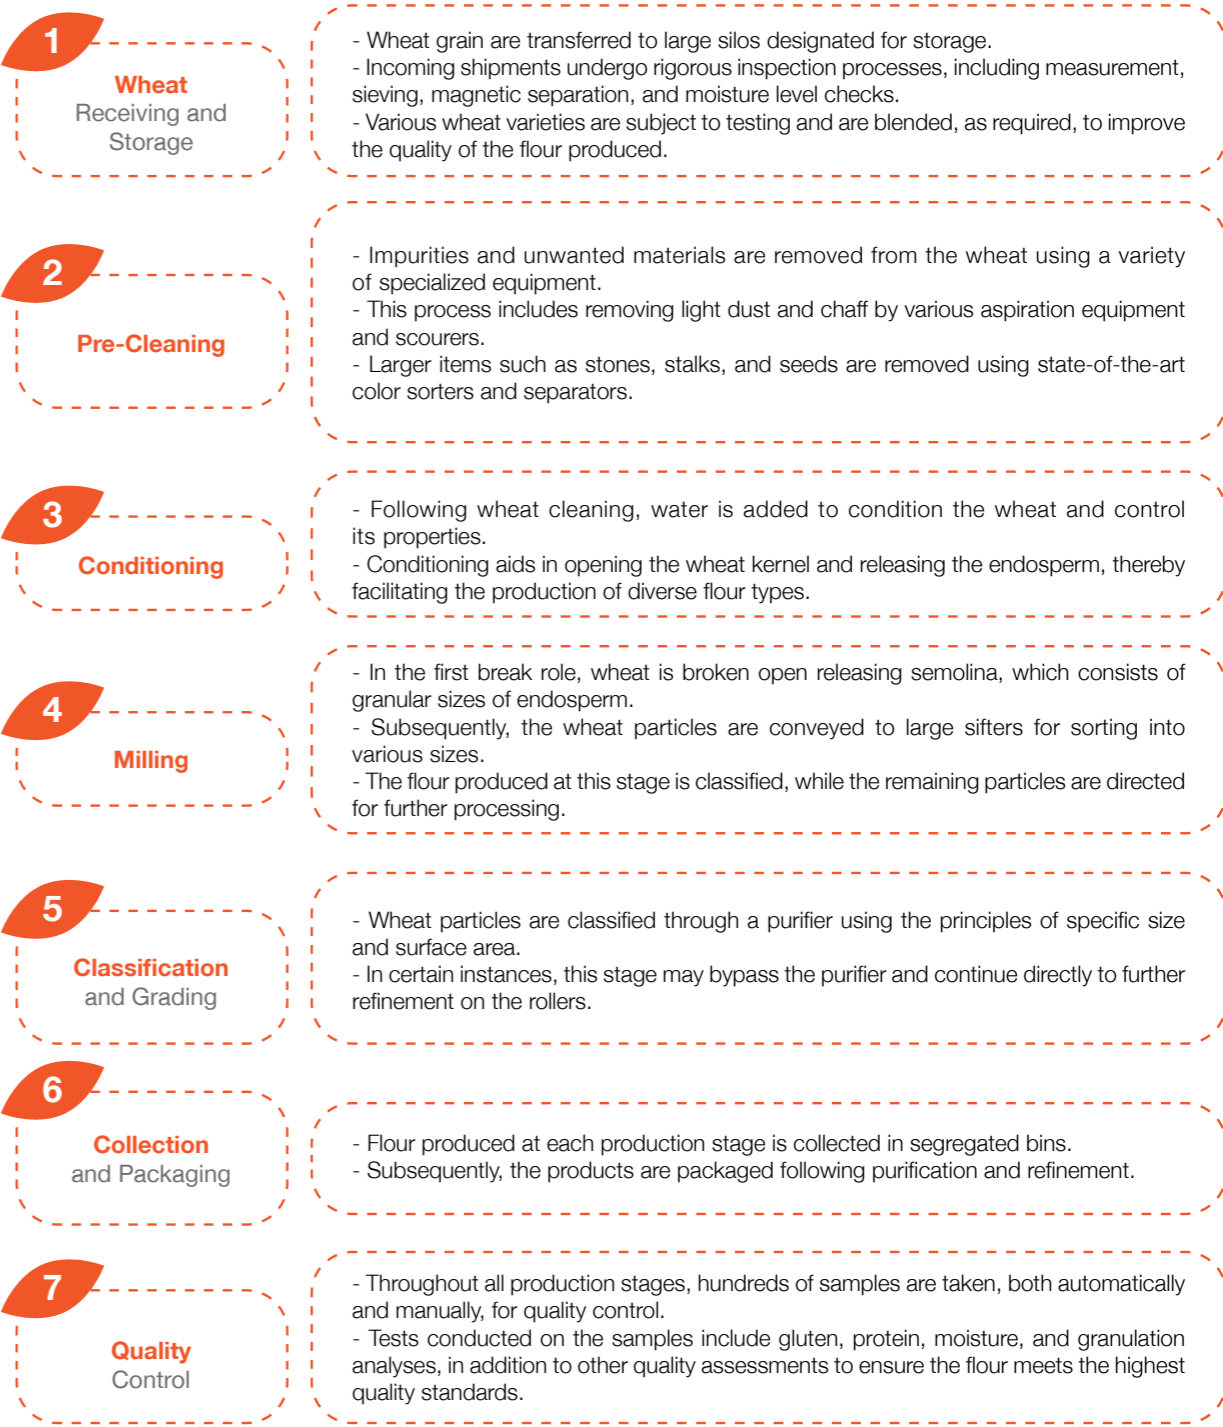 1
Wheat
Receiving and
Storage
- Wheat grain are transferred to large silos designated for storage.
- Incoming shipments undergo rigorous inspection processes, including measurement,
sieving, magnetic separation, and moisture level checks.
- Various wheat varieties are subject to testing and are blended, as required, to improve
the quality of the flour produced.
2
Pre-Cleaning
- Impurities and unwanted materials are removed from the wheat using a variety
of specialized equipment.
- This process includes removing light dust and chaff by various aspiration equipment
and scourers.
- Larger items such as stones, stalks, and seeds are removed using state-of-the-art
color sorters and separators.
3
Conditioning
- Following wheat cleaning, water is added to condition the wheat and control
its properties.
- Conditioning aids in opening the wheat kernel and releasing the endosperm, thereby
facilitating the production of diverse flour types.
4
Milling
- In the first break role, wheat is broken open releasing semolina, which consists of
granular sizes of endosperm.
- Subsequently, the wheat particles are conveyed to large sifters for sorting into
various sizes.
- The flour produced at this stage is classified, while the remaining particles are directed
for further processing.
5
Classification
and Grading
- Wheat particles are classified through a purifier using the principles of specific size
and surface area.
- In certain instances, this stage may bypass the purifier and continue directly to further
refinement on the rollers.
6
Collection
and Packaging
- Flour produced at each production stage is collected in segregated bins.
- Subsequently, the products are packaged following purification and refinement.
7
Quality
Control
- Throughout all production stages, hundreds of samples are taken, both automatically
and manually, for quality control.
- Tests conducted on the samples include gluten, protein, moisture, and granulation
analyses, in addition to other quality assessments to ensure the flour meets the highest
quality standards.